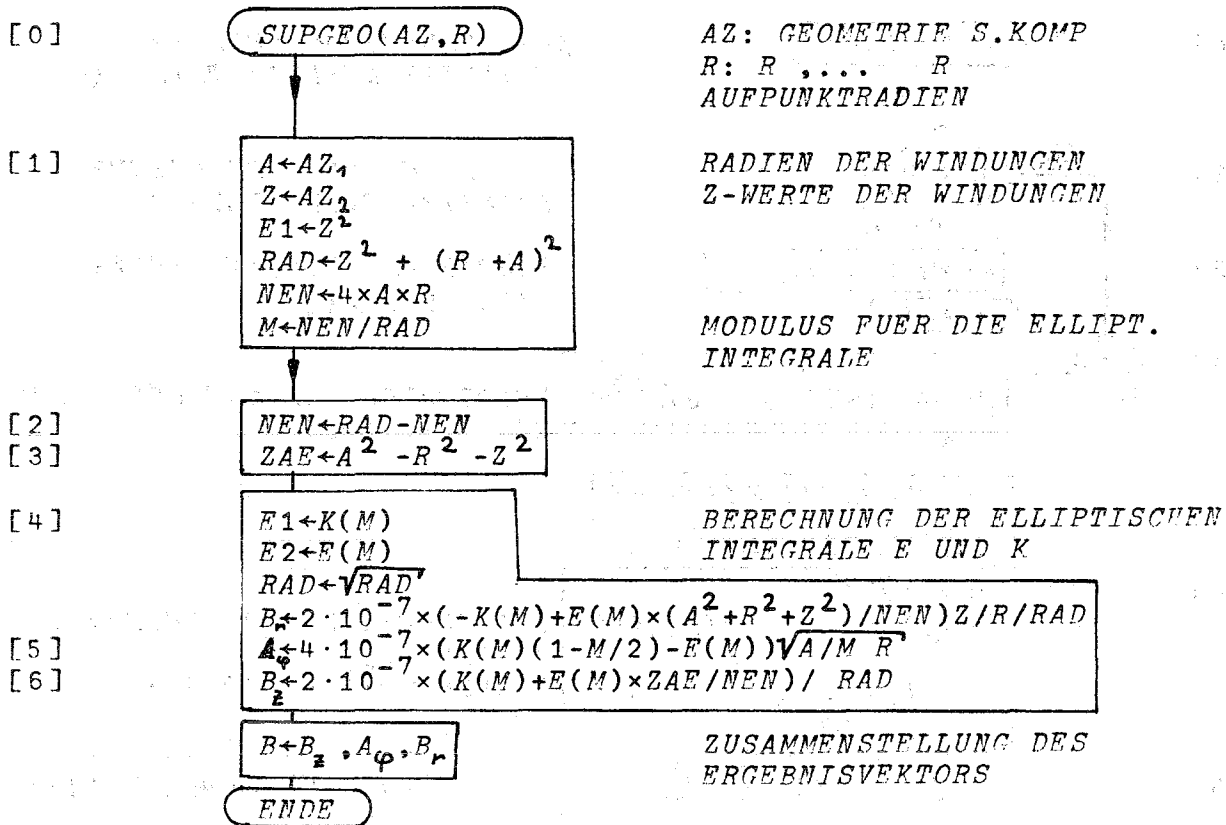 [0] SUPGEO(AZ,R) AZ: GEOMETRIE S.KOMP
R: R ,... R
AUFPUNKTRADIEN
[1] A←AZ₁ RADIEN DER WINDUNGEN
Z←AZ₂ Z-WERTE DER WINDUNGEN
E1←Z²
RAD←Z² + (R +A)²
NEN←4×A×R
M←NEN/RAD MODULUS FUER DIE ELLIPT.
INTEGRALE
[2] NEN←RAD-NEN
[3] ZAE←A² -R² -Z²
[4] E1←K(M) BERECHNUNG DER ELLIPTISCHEN
E2←E(M) INTEGRALE E UND K
RAD←√RAD
Bᵣ←2·10⁻⁷×(-K(M)+E(M)×(A²+R²+Z²)/NEN)Z/R/RAD
[5] A_φ←4·10⁻⁷×(K(M)(1-M/2)-E(M))√A/M R
[6] B_z←2·10⁻⁷×(K(M)+E(M)×ZAE/NEN)/ RAD
B←B_z ,A_φ,Bᵣ ZUSAMMENSTELLUNG DES
ERGEBNISVEKTORS
ENDE